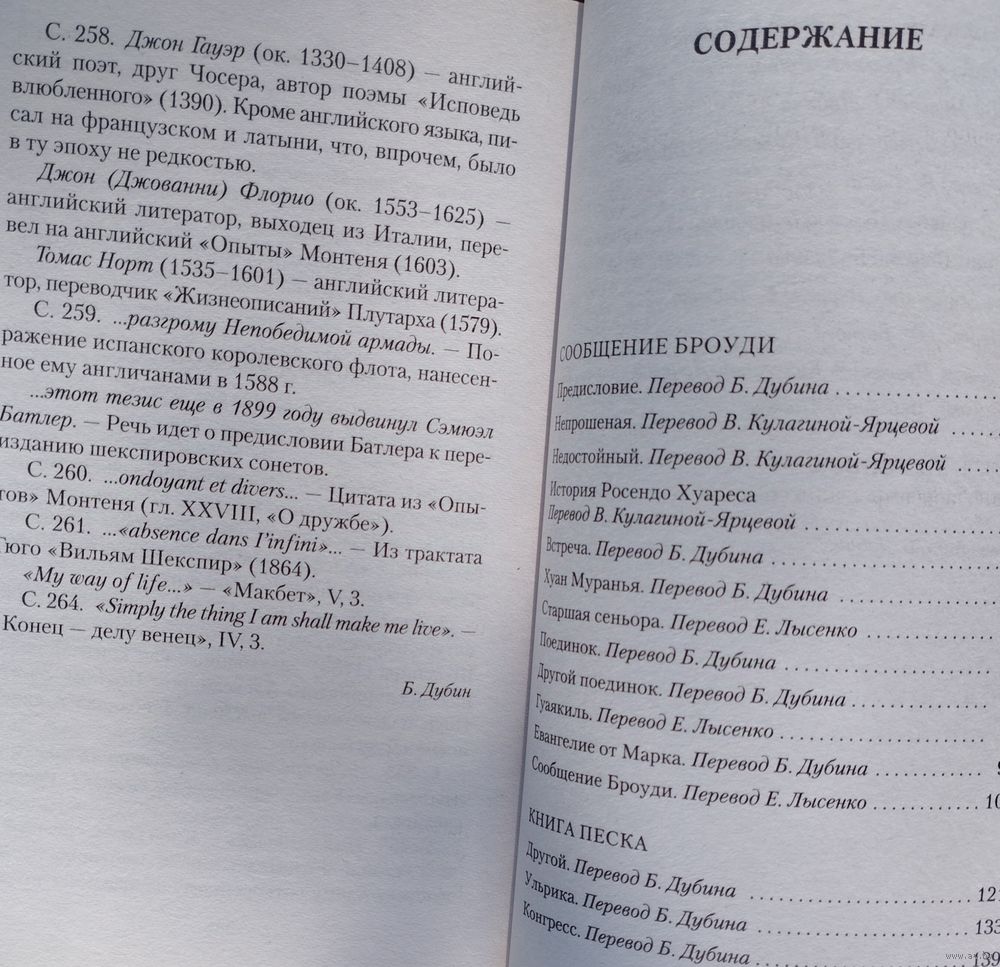 С. 258. Джон Гауэр (ок. 1330–1408) — англий-
ский поэт, друг Чосера, автор поэмы «Исповедь
влюбленного» (1390). Кроме английского языка, пи-
сал на французском и латыни, что, впрочем, было
в ту эпоху не редкостью.
Джон (Джованни) Флорио (ок. 1553–1625) —
английский литератор, выходец из Италии, пере-
вел на английский «Опыты» Монтеня (1603).
Томас Норт (1535–1601) — английский литера-
тор, переводчик «Жизнеописаний» Плутарха (1579).
С. 259. ...разгрому Непобедимой армады. — По-
ражение испанского королевского флота, нанесен-
ное ему англичанами в 1588 г.
...этот тезис еще в 1899 году выдвинул Сэмюэл
Батлер. — Речь идет о предисловии Батлера к пере-
изданию шекспировских сонетов.
С. 260. ...ondoyant et divers... — Цитата из «Опы-
тов» Монтеня (гл. XXVIII, «О дружбе»).
С. 261. ...«absence dans l'infini»... — Из трактата
Гюго «Вильям Шекспир» (1864).
«My way of life...» — «Макбет», V, 3.
С. 264. «Simply the thing I am shall make me live». —
Конец — делу венец», IV, 3.
Б. Дубин
СОДЕРЖАНИЕ
СООБЩЕНИЕ БРОУДИ
Предисловие. Перевод Б. Дубина ..........
Непрошеная. Перевод В. Кулагиной-Ярцевой .....
Недостойный. Перевод В. Кулагиной-Ярцевой ....
История Росендо Хуареса
Перевод В. Кулагиной-Ярцевой ..........
Встреча. Перевод Б. Дубина ..........
Хуан Муранья. Перевод Б. Дубина ..........
Старшая сеньора. Перевод Е. Лысенко ..........
Поединок. Перевод Б. Дубина ..........
Другой поединок. Перевод Б. Дубина ..........
Гуаякиль. Перевод Е. Лысенко ..........
Евангелие от Марка. Перевод Б. Дубина .......... 9
Сообщение Броуди. Перевод Е. Лысенко .......... 10
КНИГА ПЕСКА
Другой. Перевод Б. Дубина .......... 121
Ульрика. Перевод Б. Дубина .......... 133
Конгресс. Перевод Б. Дубина .......... 139